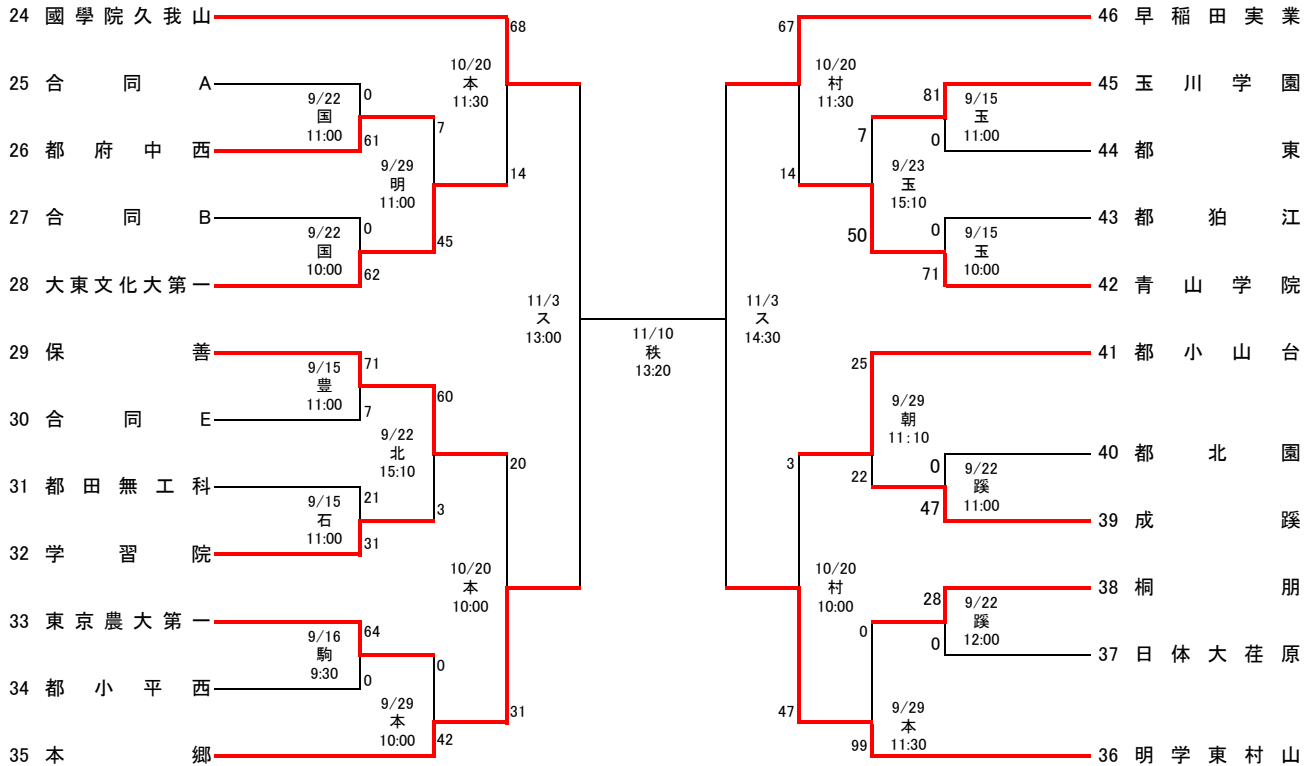 24 國學院久我山
25 合同A
26 都府中西
27 合同B
28 大東文化大第一
29 保善
30 合同E
31 都田無工科
32 学習院
33 東京農大第一
34 都小平西
35 本郷
0
9/22
国
11:00
61
0
9/22
国
10:00
62
71
9/15
豊
11:00
7
21
9/15
石
11:00
31
64
9/16
駒
9:30
0
7
9/29
明
11:00
45
60
9/22
北
15:10
3
0
9/29
本
10:00
42
68
10/20
本
11:30
14
20
10/20
本
10:00
31
11/3
ス
13:00
11/10
秩
13:20
11/3
ス
14:30
67
10/20
村
11:30
14
3
10/20
村
10:00
47
7
9/23
玉
15:10
50
25
9/29
朝
11:10
22
0
9/29
本
11:30
99
81
9/15
玉
11:00
0
0
9/15
玉
10:00
71
0
9/22
蹊
11:00
47
28
9/22
蹊
12:00
0
46 早稲田実業
45 玉川学園
44 都東
43 都狛江
42 青山学院
41 都小山台
40 都北園
39 成蹊
38 桐朋
37 日体大荏原
36 明学東村山